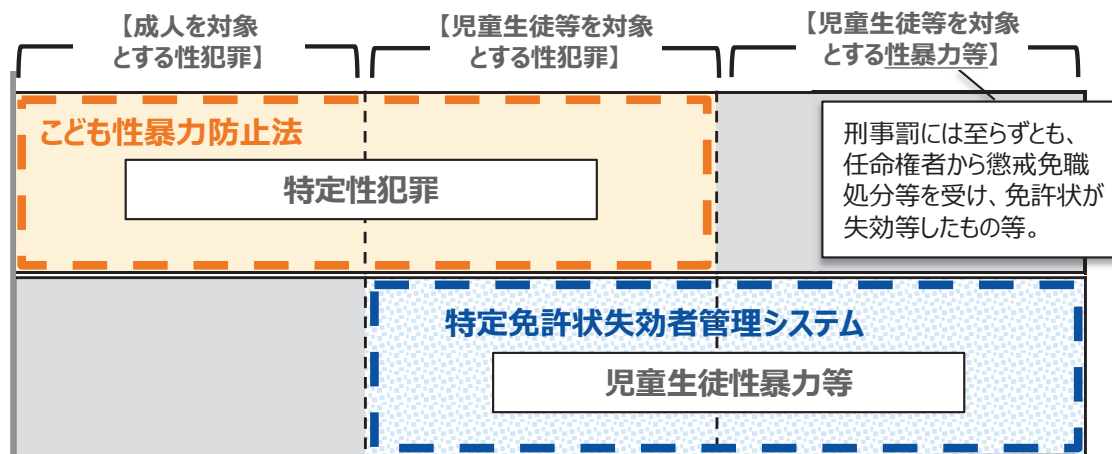 【成人を対象
とする性犯罪】
【児童生徒等を対象
とする性犯罪】
【児童生徒等を対象
とする性暴力等】
こども性暴力防止法
特定性犯罪
刑事罰には至らずとも、
任命権者から懲戒免職
処分等を受け、免許状が
失効等したもの等。
特定免許状失効者管理システム
児童生徒性暴力等